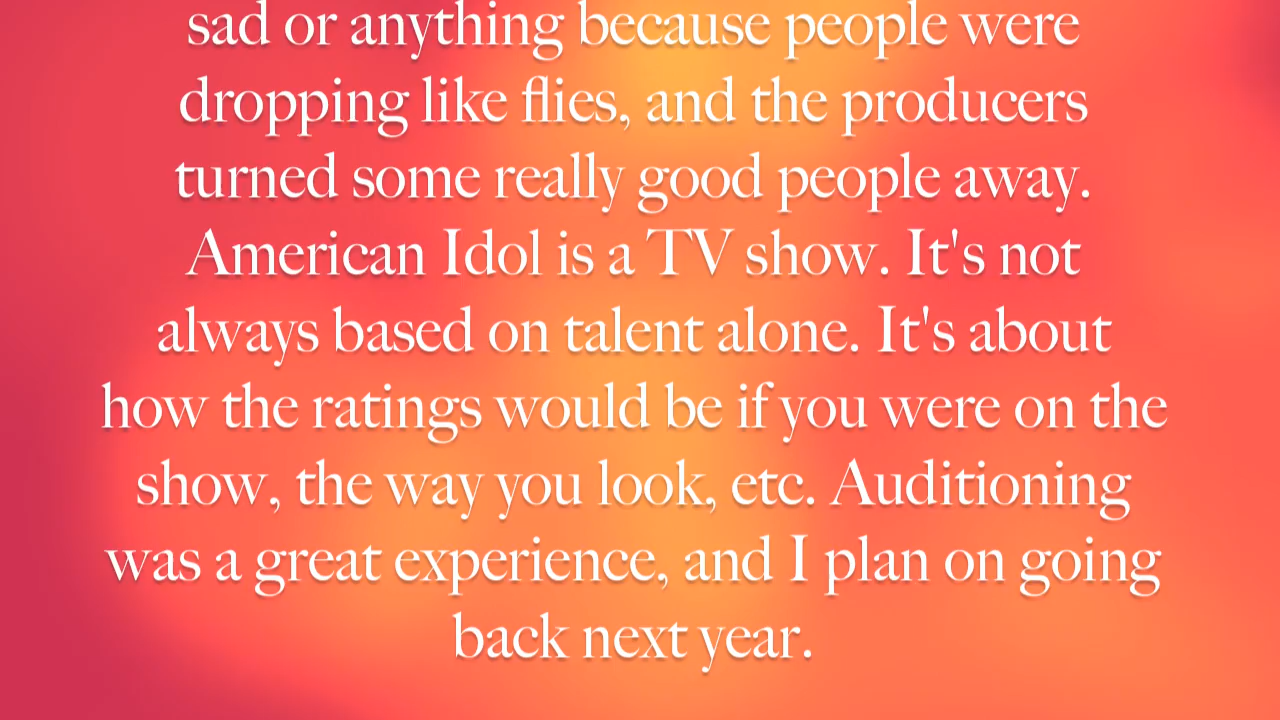 sad or anything because people were
dropping like flies, and the producers
turned some really good people away.
American Idol is a TV show. It's not
always based on talent alone. It's about
how the ratings would be if you were on the
show, the way you look, etc. Auditioning
was a great experience, and I plan on going
back next year.